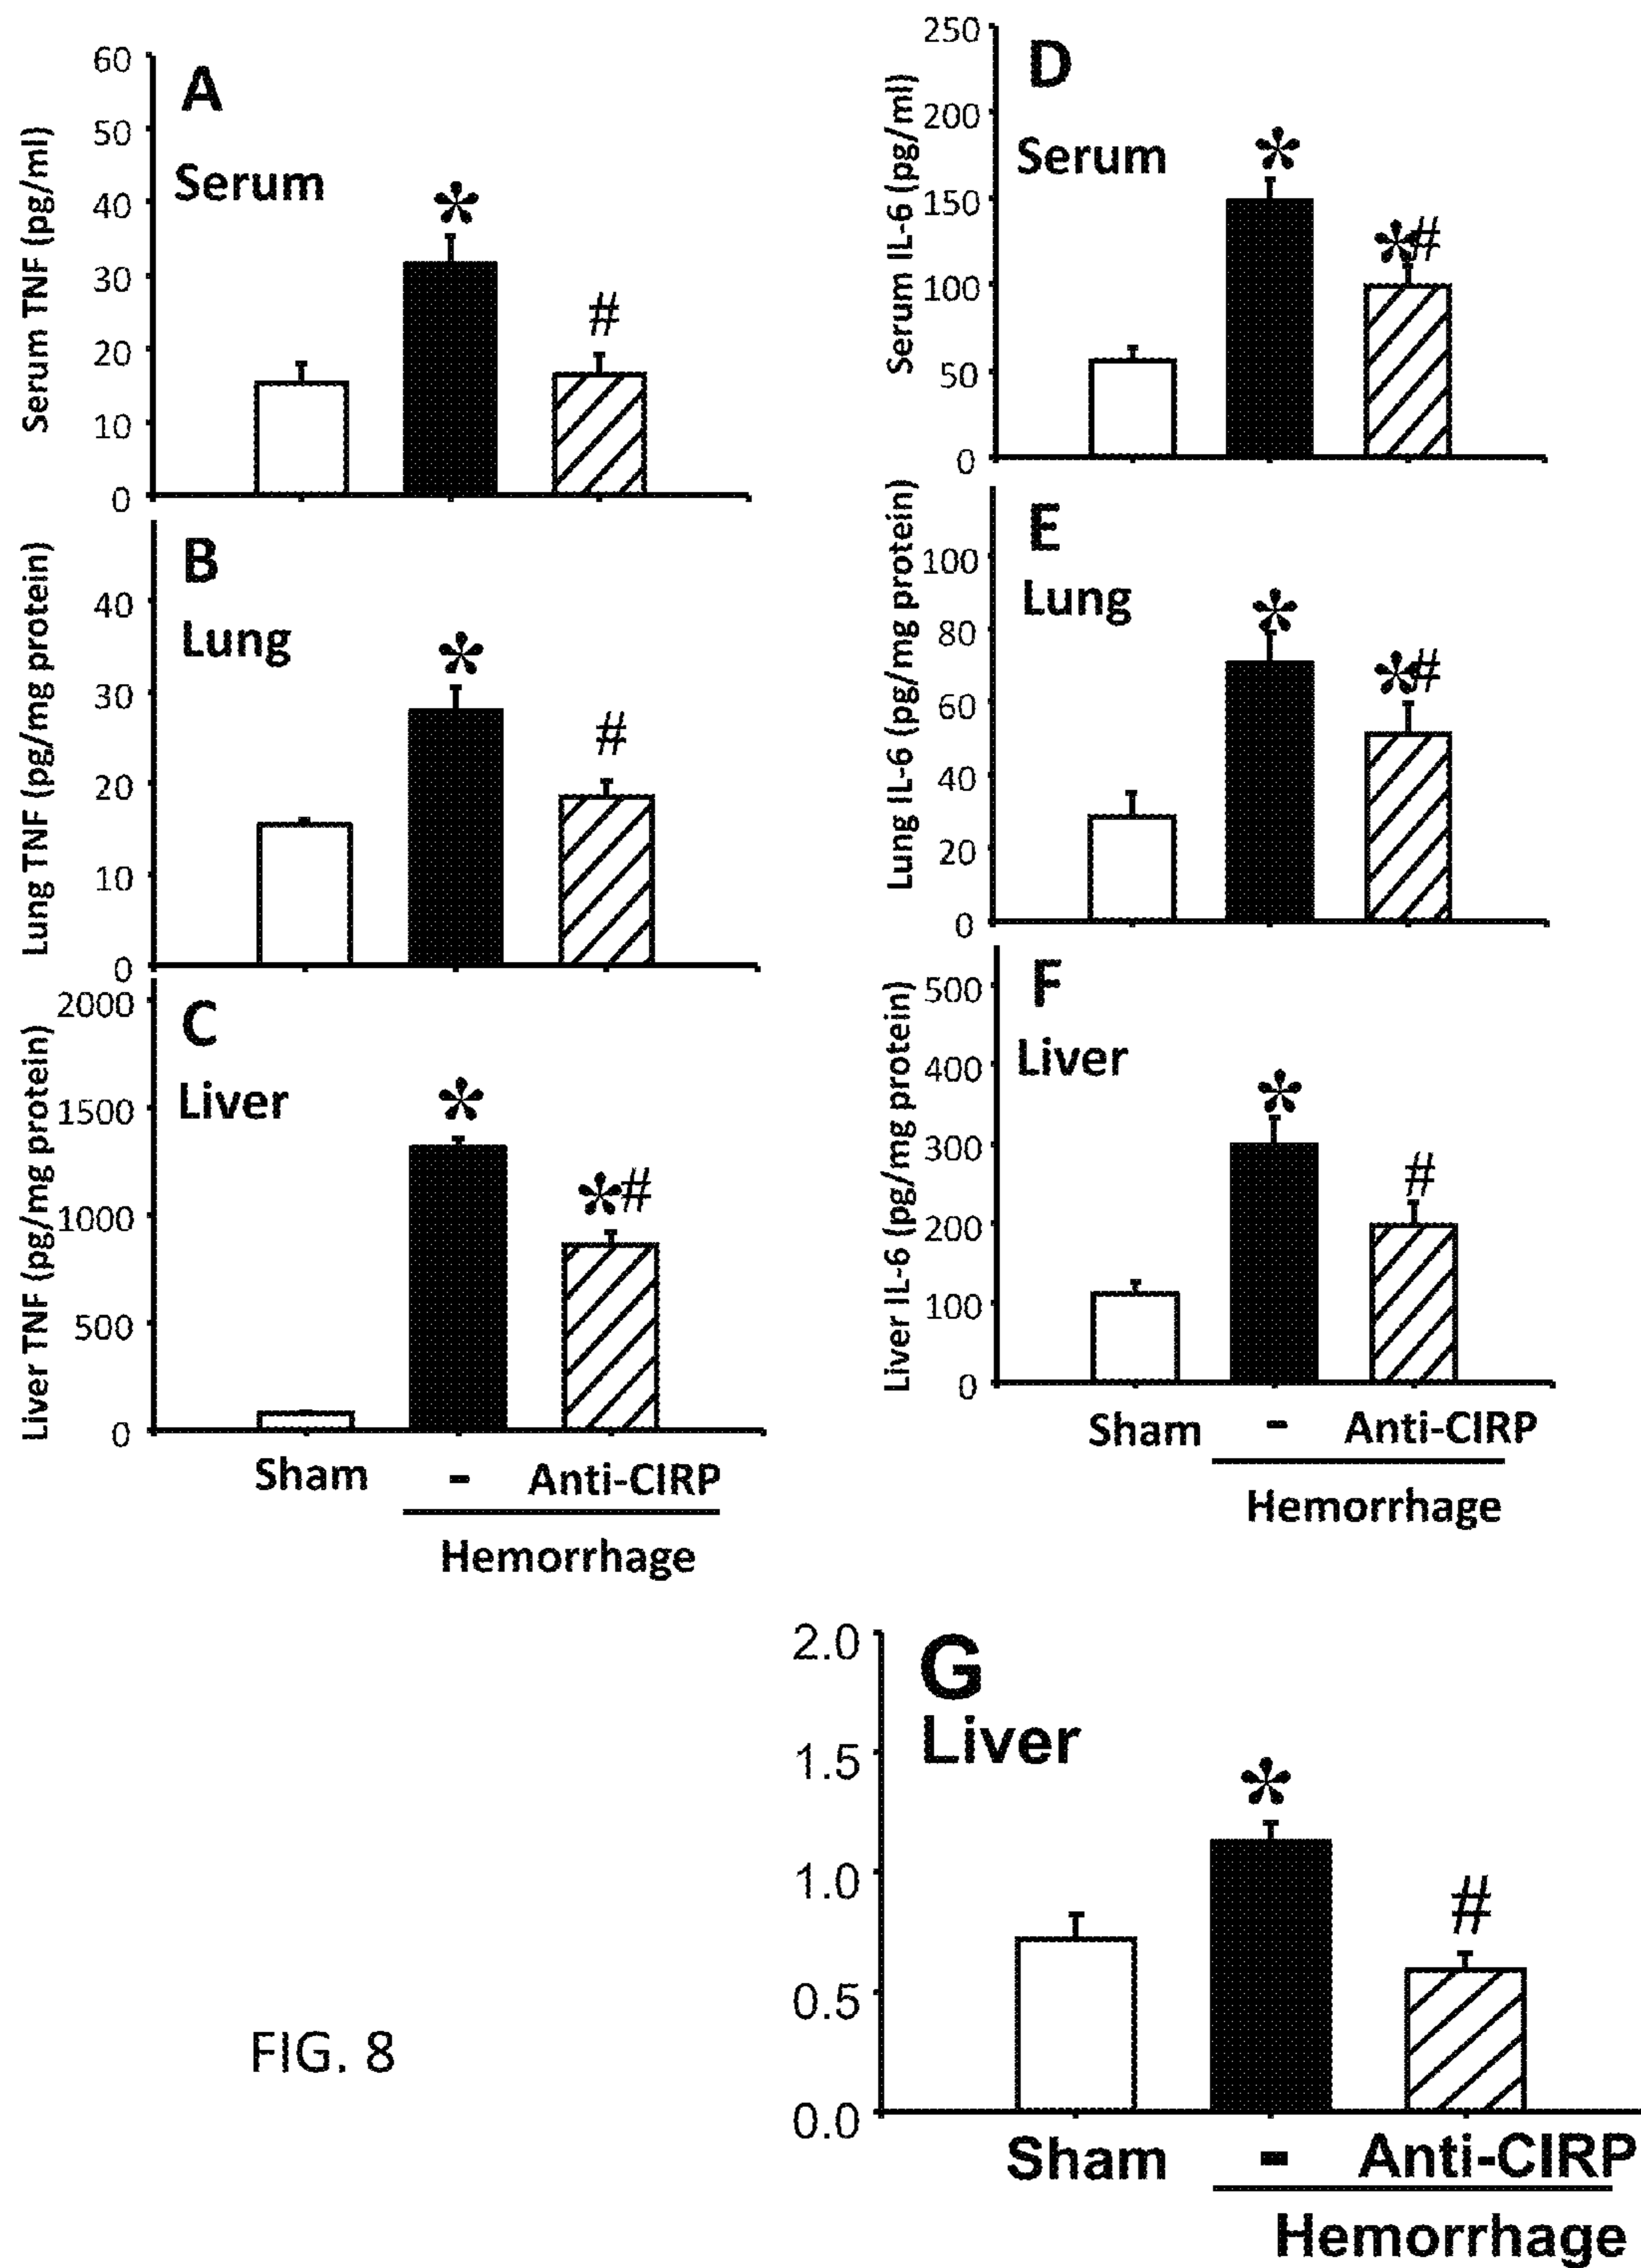 A
Serum
Serum TNF (pg/ml)
60
50
40
30
20
10
0
*
#
B
Lung
Lung TNF (pg/mg protein)
40
30
20
10
0
*
#
C
Liver
Liver TNF (pg/mg protein)
2000
1500
1000
500
0
*
*#
Sham - Anti-CIRP
Hemorrhage
D
Serum
Serum IL-6 (pg/ml)
250
200
150
100
50
0
*
*#
E
Lung
Lung IL-6 (pg/mg protein)
100
80
60
40
20
0
*
*#
F
Liver
Liver IL-6 (pg/mg protein)
500
400
300
200
100
0
*
#
Sham - Anti-CIRP
Hemorrhage
G
Liver
2.0
1.5
1.0
0.5
0.0
*
#
Sham - Anti-CIRP
Hemorrhage
FIG. 8